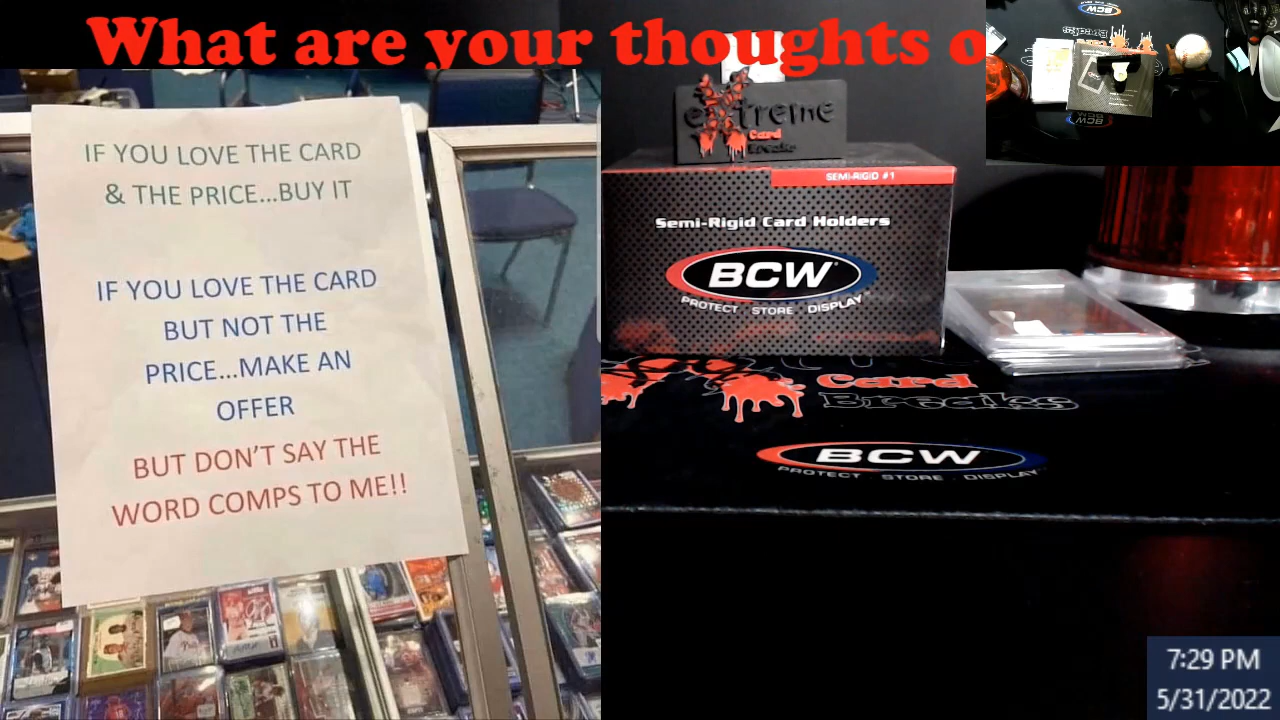 What are your thoughts o
IF YOU LOVE THE CARD
& THE PRICE...BUY IT
IF YOU LOVE THE CARD
BUT NOT THE
PRICE...MAKE AN
OFFER
BUT DON'T SAY THE
WORD COMPS TO ME!!
eXtreme
Card
Breaks
SEMI-RIGID #1
Semi-Rigid Card Holders
BCW
PROTECT STORE DISPLAY
Card
Breaks
BCW
PROTECT STORE DISPLAY
7:29 PM
5/31/2022